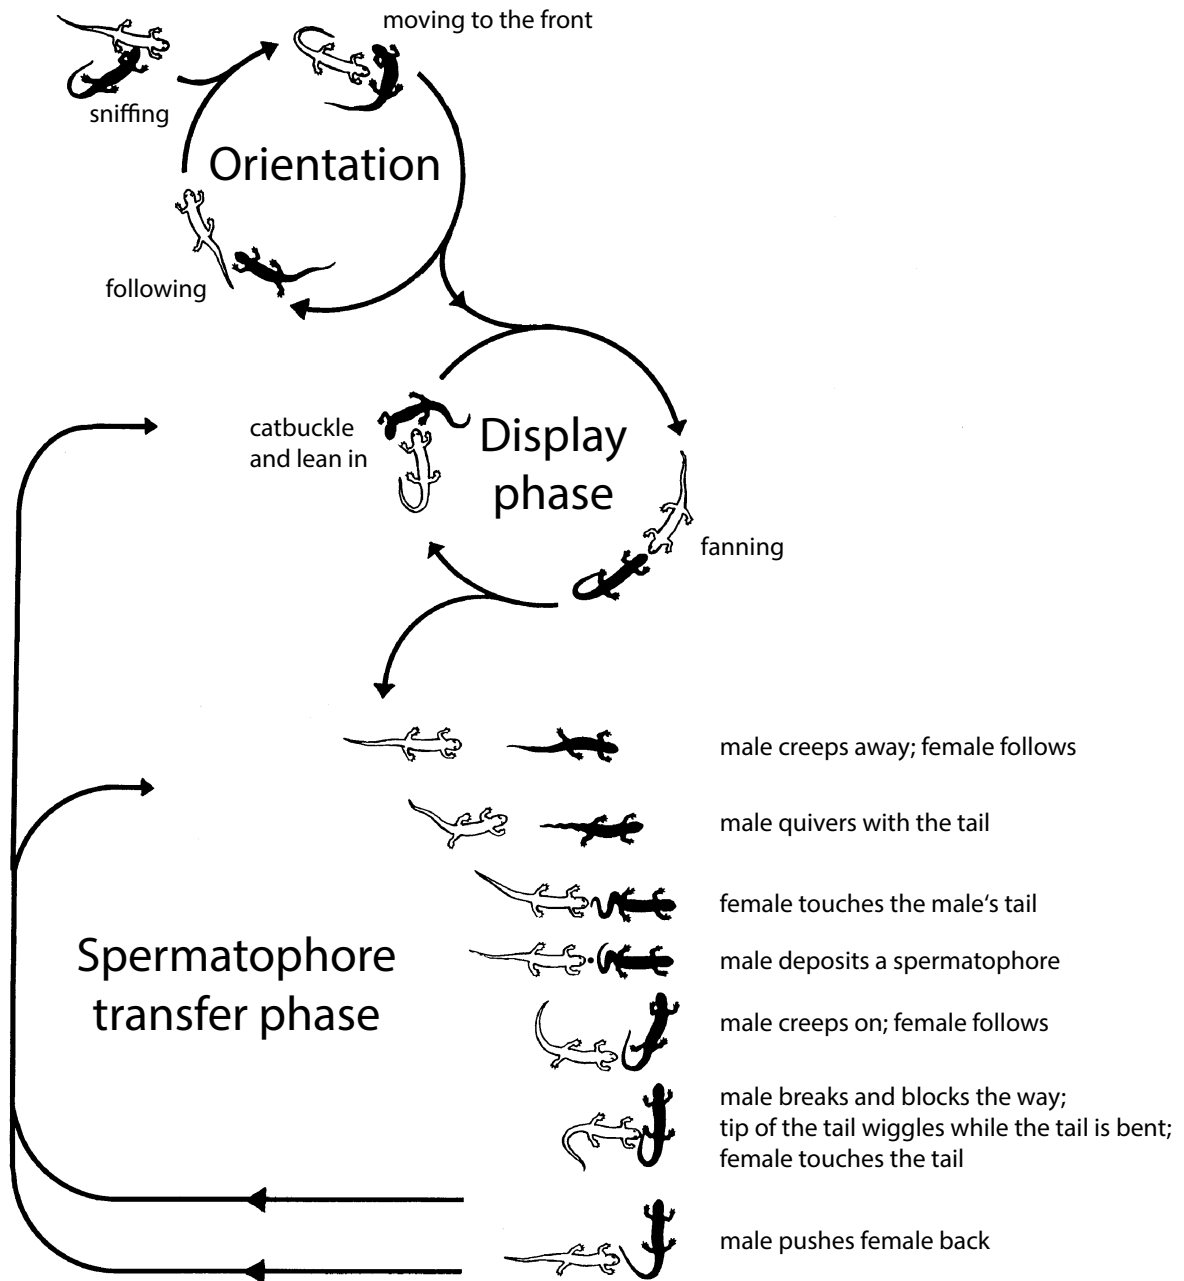 moving to the front
sniffing
Orientation
following
catbuckle
and lean in
Display
phase
fanning
male creeps away; female follows
male quivers with the tail
female touches the male‘s tail
male deposits a spermatophore
Spermatophore
transfer phase
male creeps on; female follows
male breaks and blocks the way;
tip of the tail wiggles while the tail is bent;
female touches the tail
male pushes female back